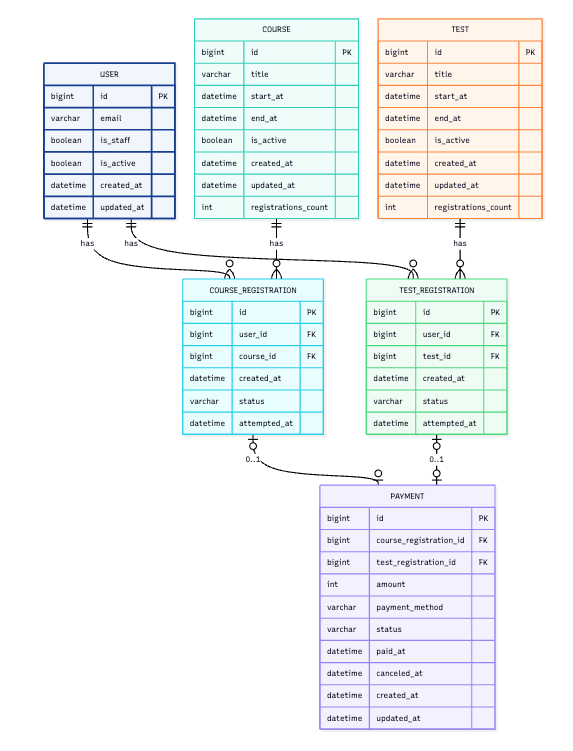 COURSE
bigint id PK
varchar title
datetime start_at
datetime end_at
boolean is_active
datetime created_at
datetime updated_at
int registrations_count
TEST
bigint id PK
varchar title
datetime start_at
datetime end_at
boolean is_active
datetime created_at
datetime updated_at
int registrations_count
USER
bigint id PK
varchar email
boolean is_staff
boolean is_active
datetime created_at
datetime updated_at
has
has
has
has
COURSE_REGISTRATION
bigint id PK
bigint user_id FK
bigint course_id FK
datetime created_at
varchar status
datetime attempted_at
TEST_REGISTRATION
bigint id PK
bigint user_id FK
bigint test_id FK
datetime created_at
varchar status
datetime attempted_at
0..1
0..1
PAYMENT
bigint id PK
bigint course_registration_id FK
bigint test_registration_id FK
int amount
varchar payment_method
varchar status
datetime paid_at
datetime canceled_at
datetime created_at
datetime updated_at